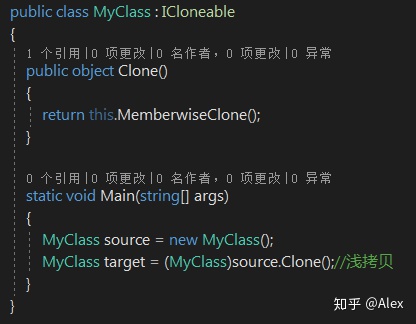 public class MyClass : ICloneable
{
1 个引用|0 项更改|0 名作者，0 项更改|0 异常
public object Clone()
{
return this.MemberwiseClone();
}
0 个引用|0 项更改|0 名作者，0 项更改|0 异常
static void Main(string[] args)
{
MyClass source = new MyClass();
MyClass target = (MyClass)source.Clone();//浅拷贝
}
}
知乎 @Alex